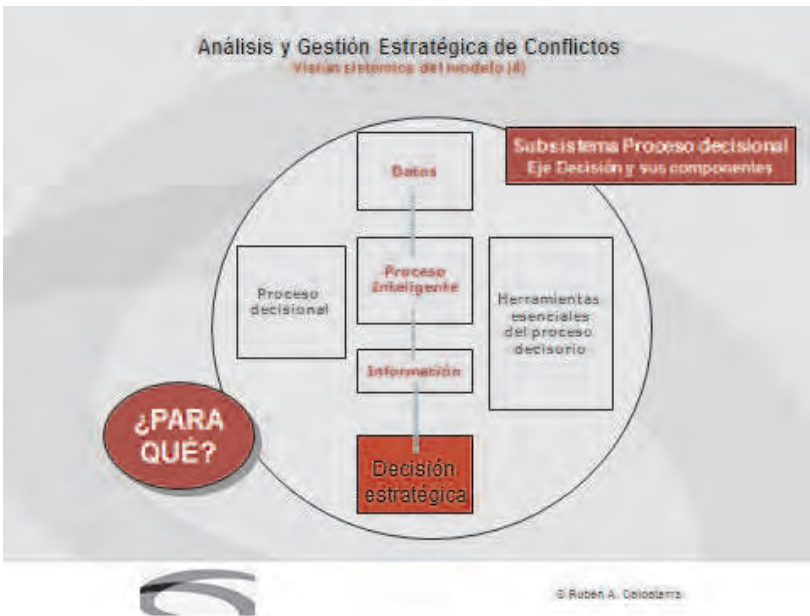 Análisis y Gestión Estratégica de Conflictos
Visión sistémica del modelo (4)
Subsistema Proceso decisional
Eje Decisión y sus componentes
Datos
Proceso
decisional
Proceso
Inteligente
Herramientas
esenciales
del proceso
decisorio
Información
¿PARA
QUÉ?
Decisión
estratégica
© Rubén A.